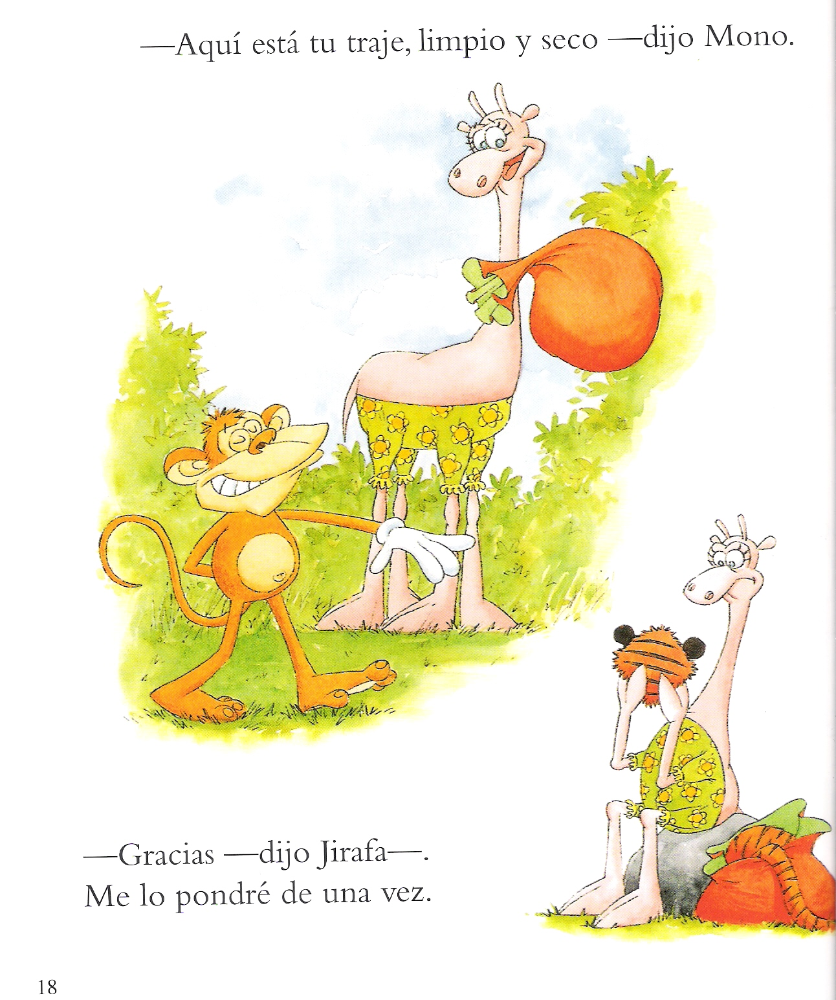 —Aquí está tu traje, limpio y seco —dijo Mono.
—Gracias —dijo Jirafa—.
Me lo pondré de una vez.
18